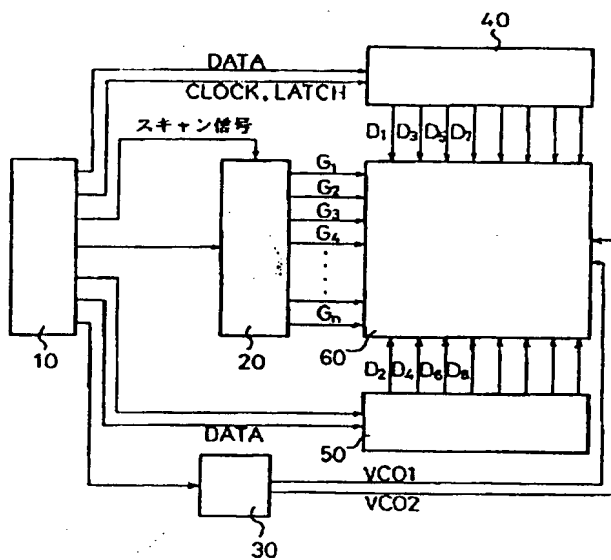 40
DATA
CLOCK.LATCH
スキャン信号
D1 D3 D5 D7
G1
G2
G3
G4
Gn
10
20
60
D2 D4 D6 D8
DATA
50
VCO1
VCO2
30